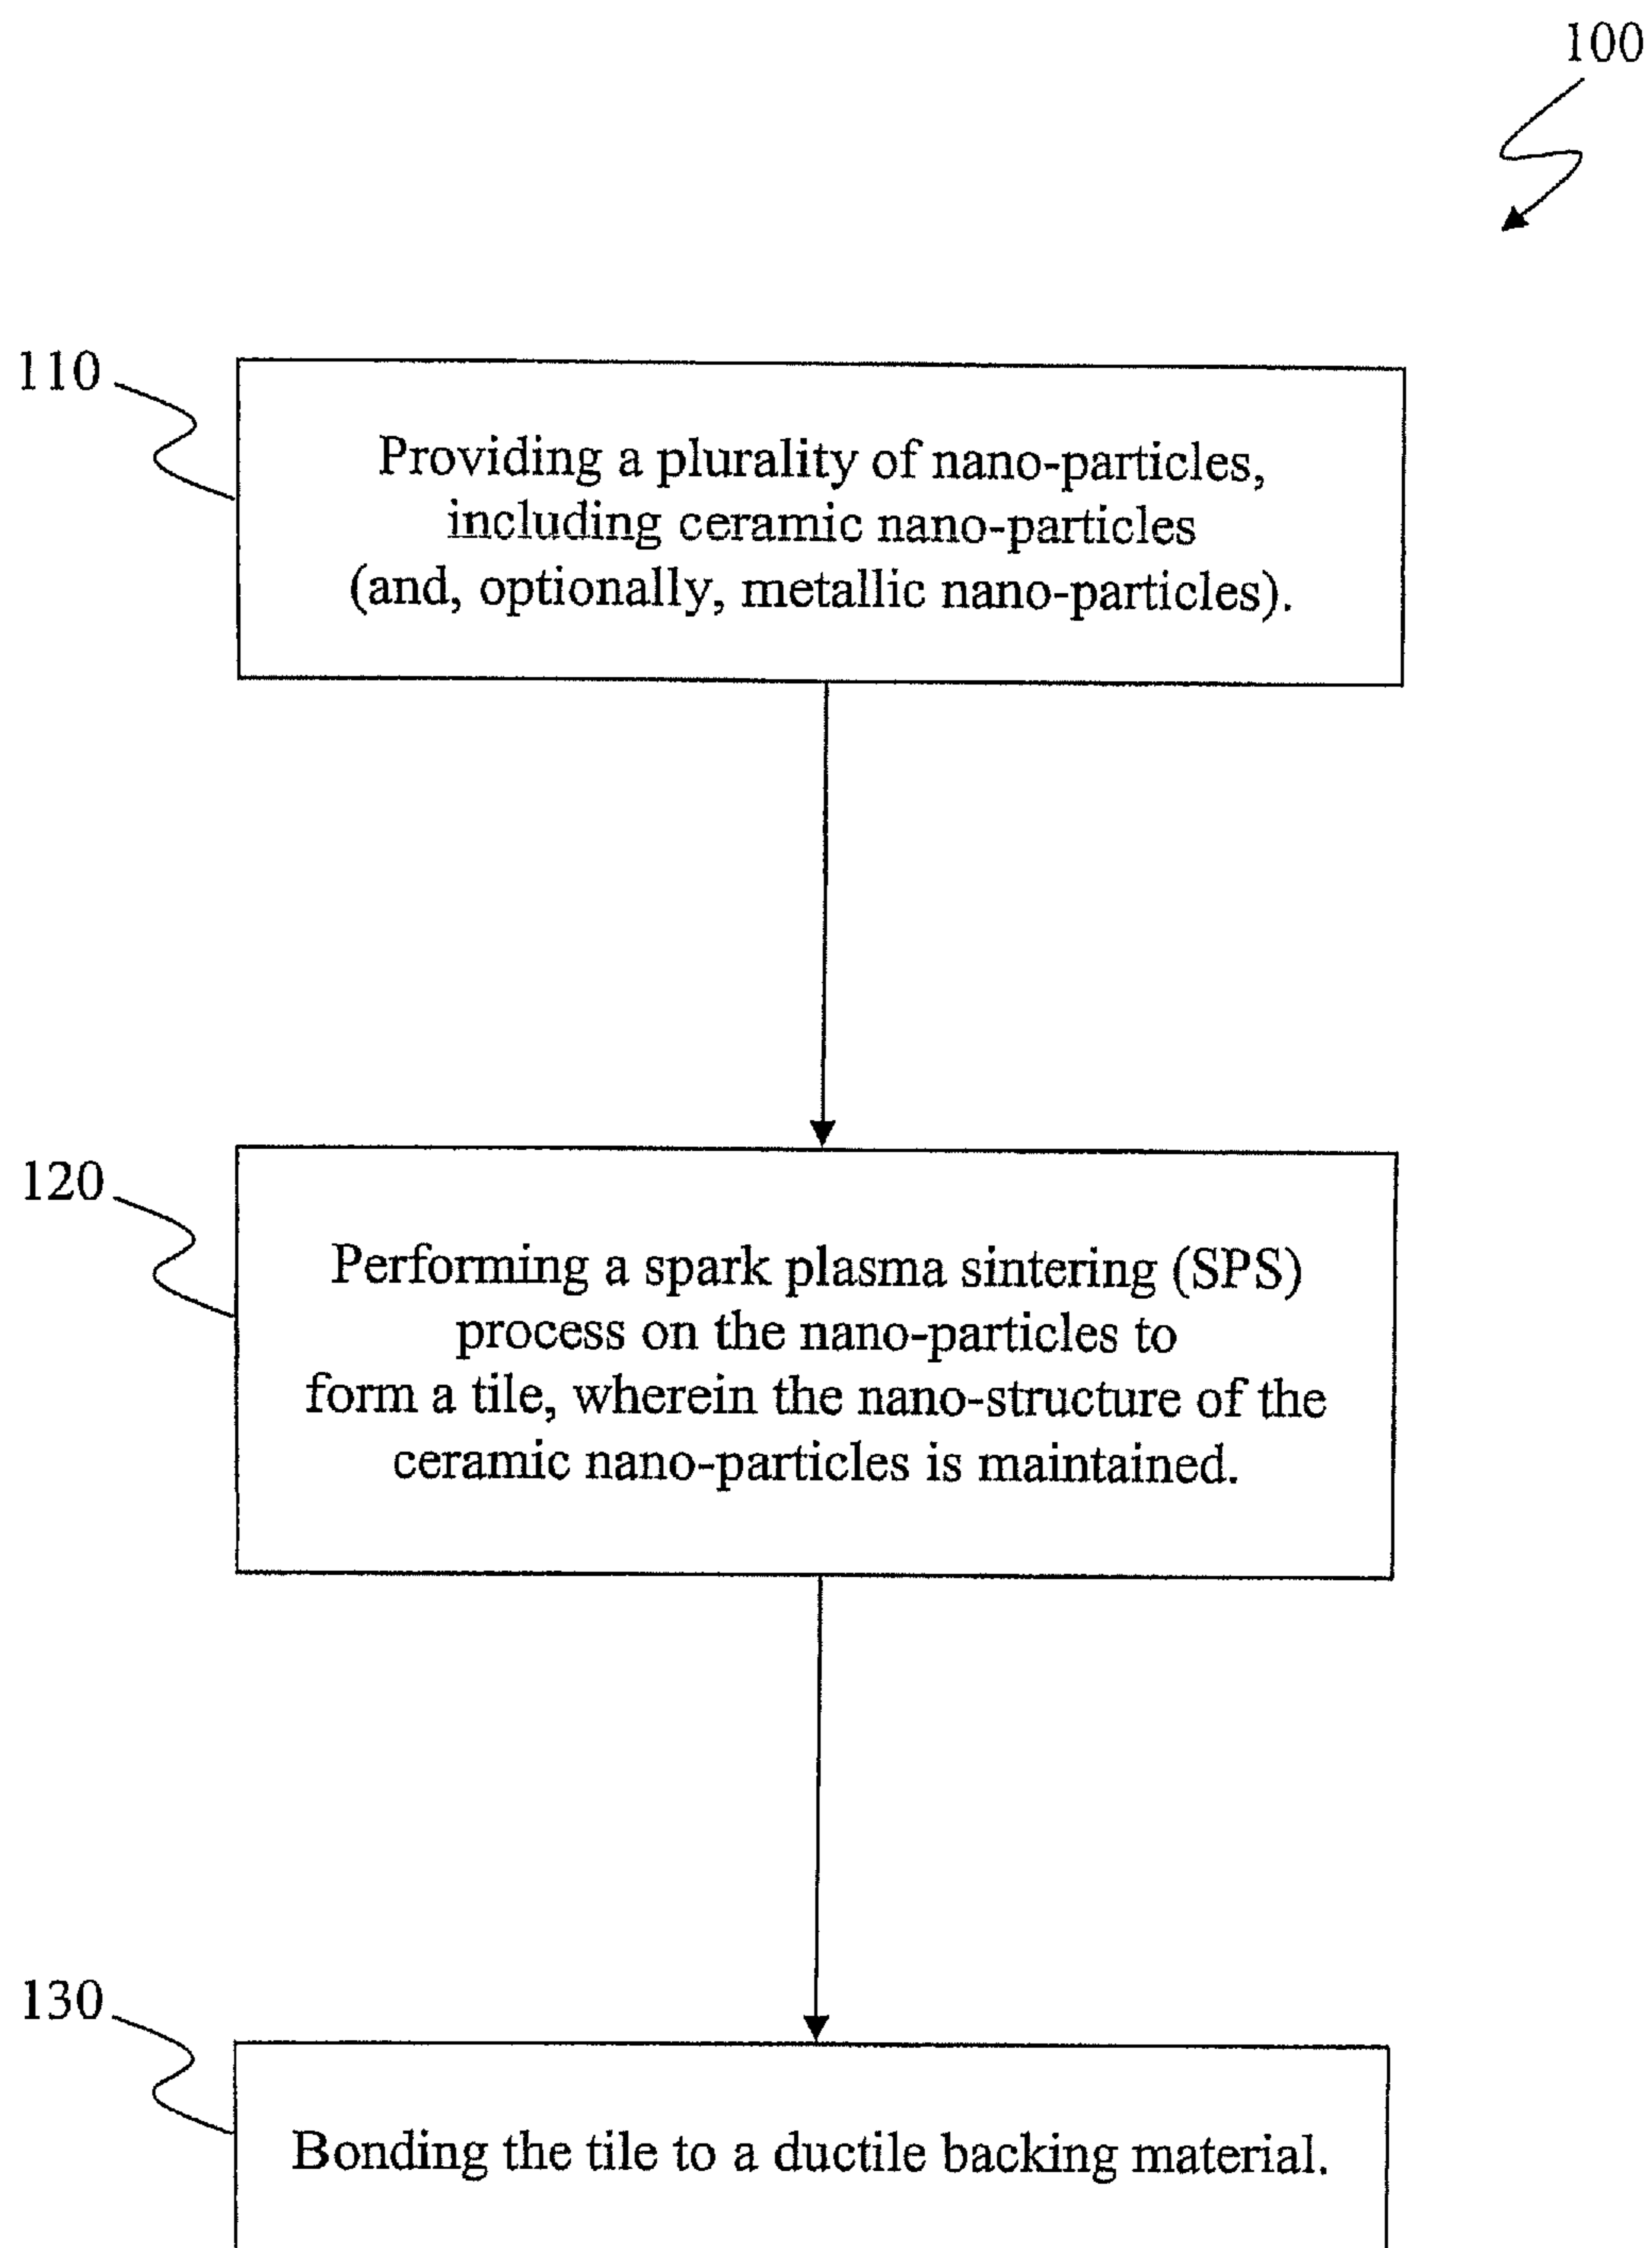 100
110
Providing a plurality of nano-particles,
including ceramic nano-particles
(and, optionally, metallic nano-particles).
120
Performing a spark plasma sintering (SPS)
process on the nano-particles to
form a tile, wherein the nano-structure of the
ceramic nano-particles is maintained.
130
Bonding the tile to a ductile backing material.